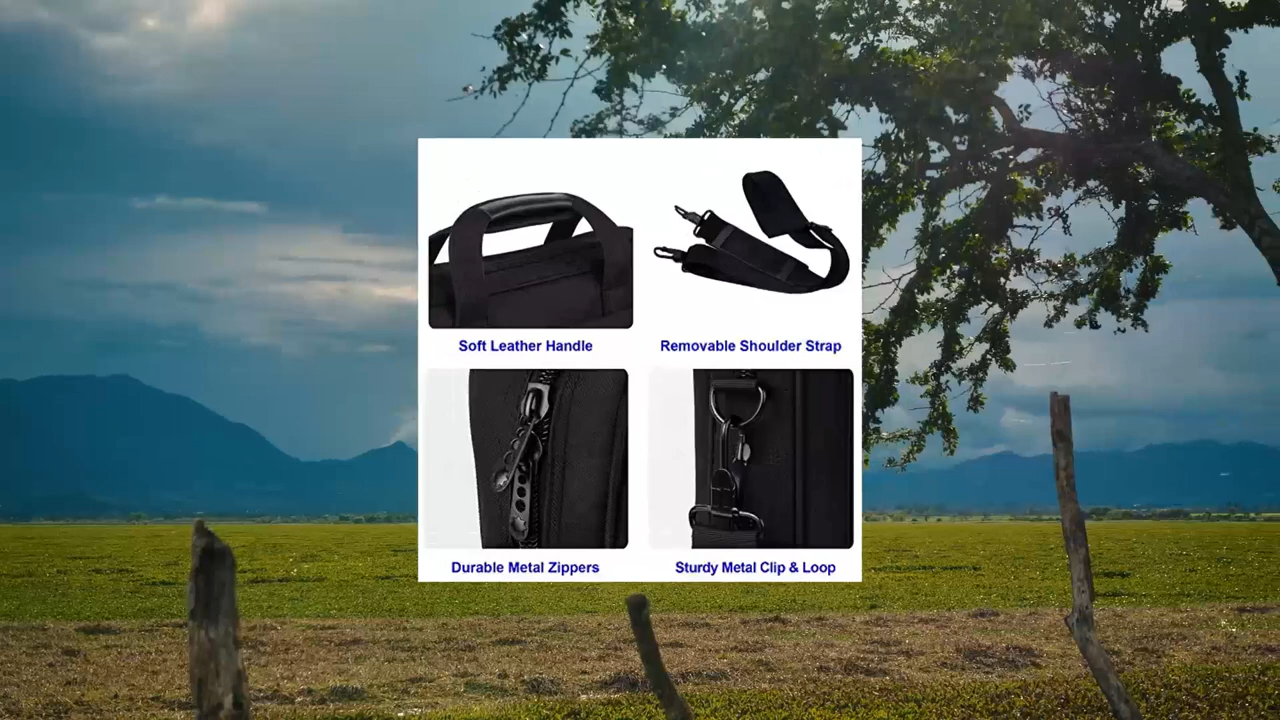 Soft Leather Handle
Removable Shoulder Strap
Durable Metal Zippers
Sturdy Metal Clip & Loop